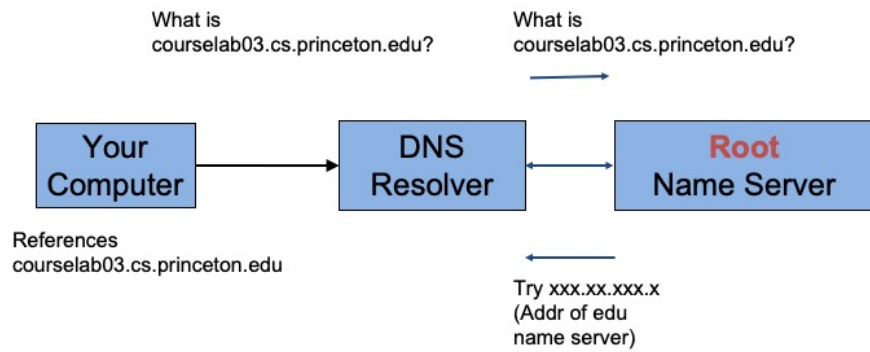 What is
courselab03.cs.princeton.edu?
What is
courselab03.cs.princeton.edu?
Your
Computer
DNS
Resolver
Root
Name Server
References
courselab03.cs.princeton.edu
Try xxx.xx.xxx.x
(Addr of edu
name server)